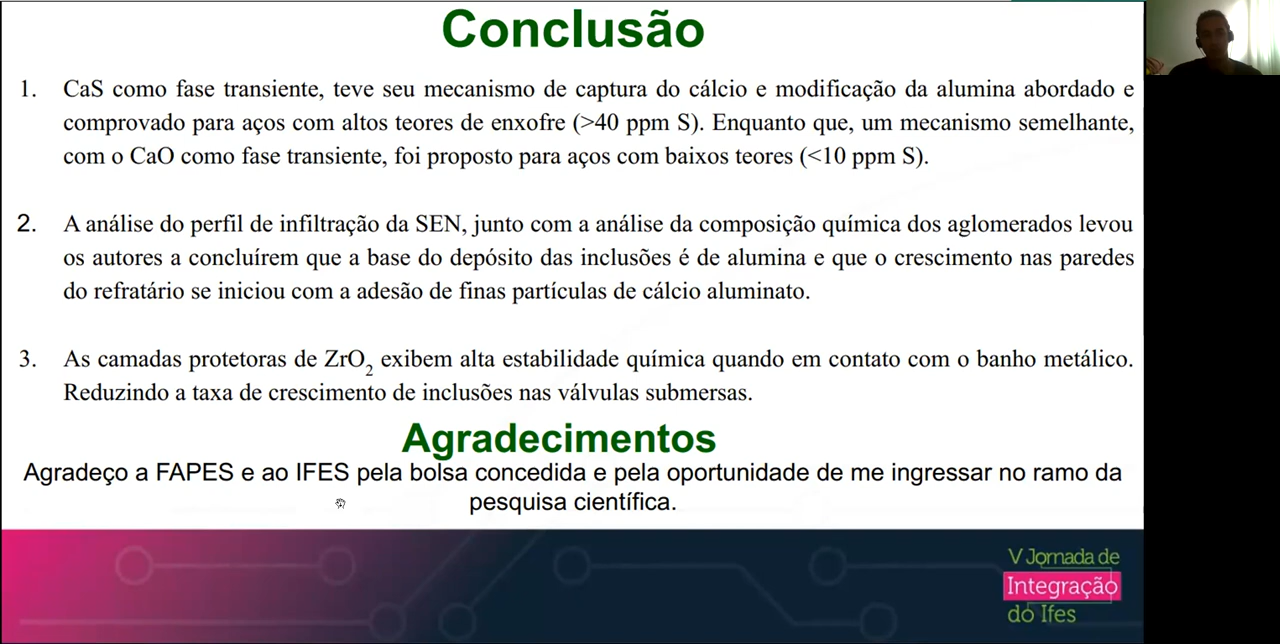 Conclusão
1. CaS como fase transiente, teve seu mecanismo de captura do cálcio e modificação da alumina abordado e
comprovado para aços com altos teores de enxofre (>40 ppm S). Enquanto que, um mecanismo semelhante,
com o CaO como fase transiente, foi proposto para aços com baixos teores (<10 ppm S).
2. A análise do perfil de infiltração da SEN, junto com a análise da composição química dos aglomerados levou
os autores a concluírem que a base do depósito das inclusões é de alumina e que o crescimento nas paredes
do refratário se iniciou com a adesão de finas partículas de cálcio aluminato.
3. As camadas protetoras de ZrO₂ exibem alta estabilidade química quando em contato com o banho metálico.
Reduzindo a taxa de crescimento de inclusões nas válvulas submersas.
Agradecimentos
Agradeço a FAPES e ao IFES pela bolsa concedida e pela oportunidade de me ingressar no ramo da
pesquisa científica.
V Jornada de
Integração
do Ifes